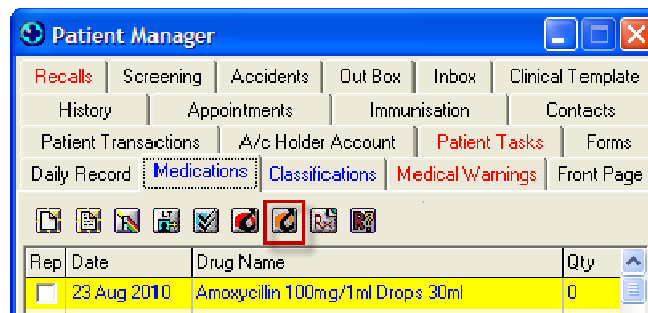 Patient Manager
Recalls Screening Accidents Out Box Inbox Clinical Template
History Appointments Immunisation Contacts
Patient Transactions A/c Holder Account Patient Tasks Forms
Daily Record Medications Classifications Medical Warnings Front Page
Rep Date Drug Name Qty
23 Aug 2010 Amoxycillin 100mg/1ml Drops 30ml 0